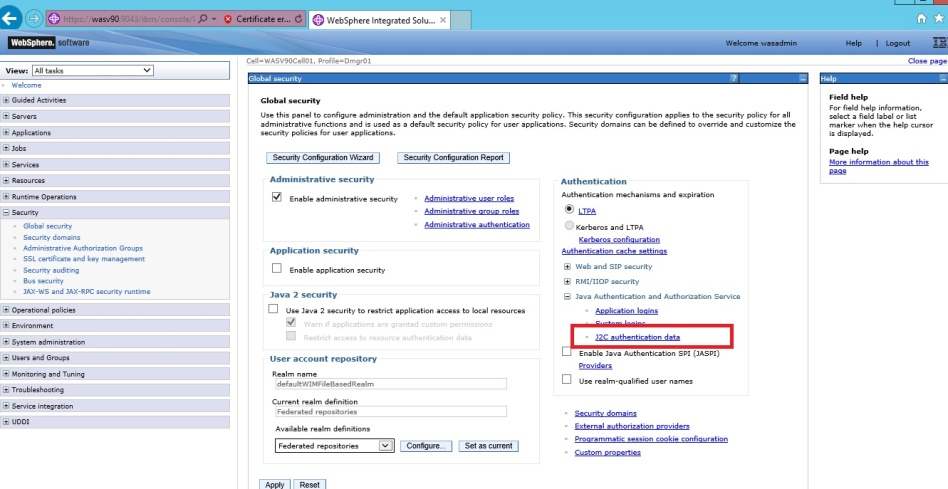 https://wasv90:9043/ibm/console/l
Certificate er...
WebSphere Integrated Solu...
WebSphere. software
Welcome wasadmin
Help | Logout
IBM
Cell=WASV90Cell01, Profile=Dmgr01
Close page
View: All tasks
Welcome
Guided Activities
Servers
Applications
Jobs
Services
Resources
Runtime Operations
Security
Global security
Security domains
Administrative Authorization Groups
SSL certificate and key management
Security auditing
Bus security
JAX-WS and JAX-RPC security runtime
Operational policies
Environment
System administration
Users and Groups
Monitoring and Tuning
Troubleshooting
Service integration
UDDI
Global security
?
Global security
Use this panel to configure administration and the default application security policy. This security configuration applies to the security policy for all
administrative functions and is used as a default security policy for user applications. Security domains can be defined to override and customize the
security policies for user applications.
Security Configuration Wizard
Security Configuration Report
Administrative security
Enable administrative security
Administrative user roles
Administrative group roles
Administrative authentication
Application security
Enable application security
Java 2 security
Use Java 2 security to restrict application access to local resources
Warn if applications are granted custom permissions
Restrict access to resource authentication data
User account repository
Realm name
defaultWIMFileBasedRealm
Current realm definition
Federated repositories
Available realm definitions
Federated repositories
Configure...
Set as current
Apply
Reset
Authentication
Authentication mechanisms and expiration
LTPA
Kerberos and LTPA
Kerberos configuration
Authentication cache settings
Web and SIP security
RMI/IIOP security
Java Authentication and Authorization Service
Application logins
System logins
J2C authentication data
Enable Java Authentication SPI (JASPI)
Providers
Use realm-qualified user names
Security domains
External authorization providers
Programmatic session cookie configuration
Custom properties
Help
Field help
For field help information,
select a field label or list
marker when the help cursor
is displayed.
Page help
More information about this
page